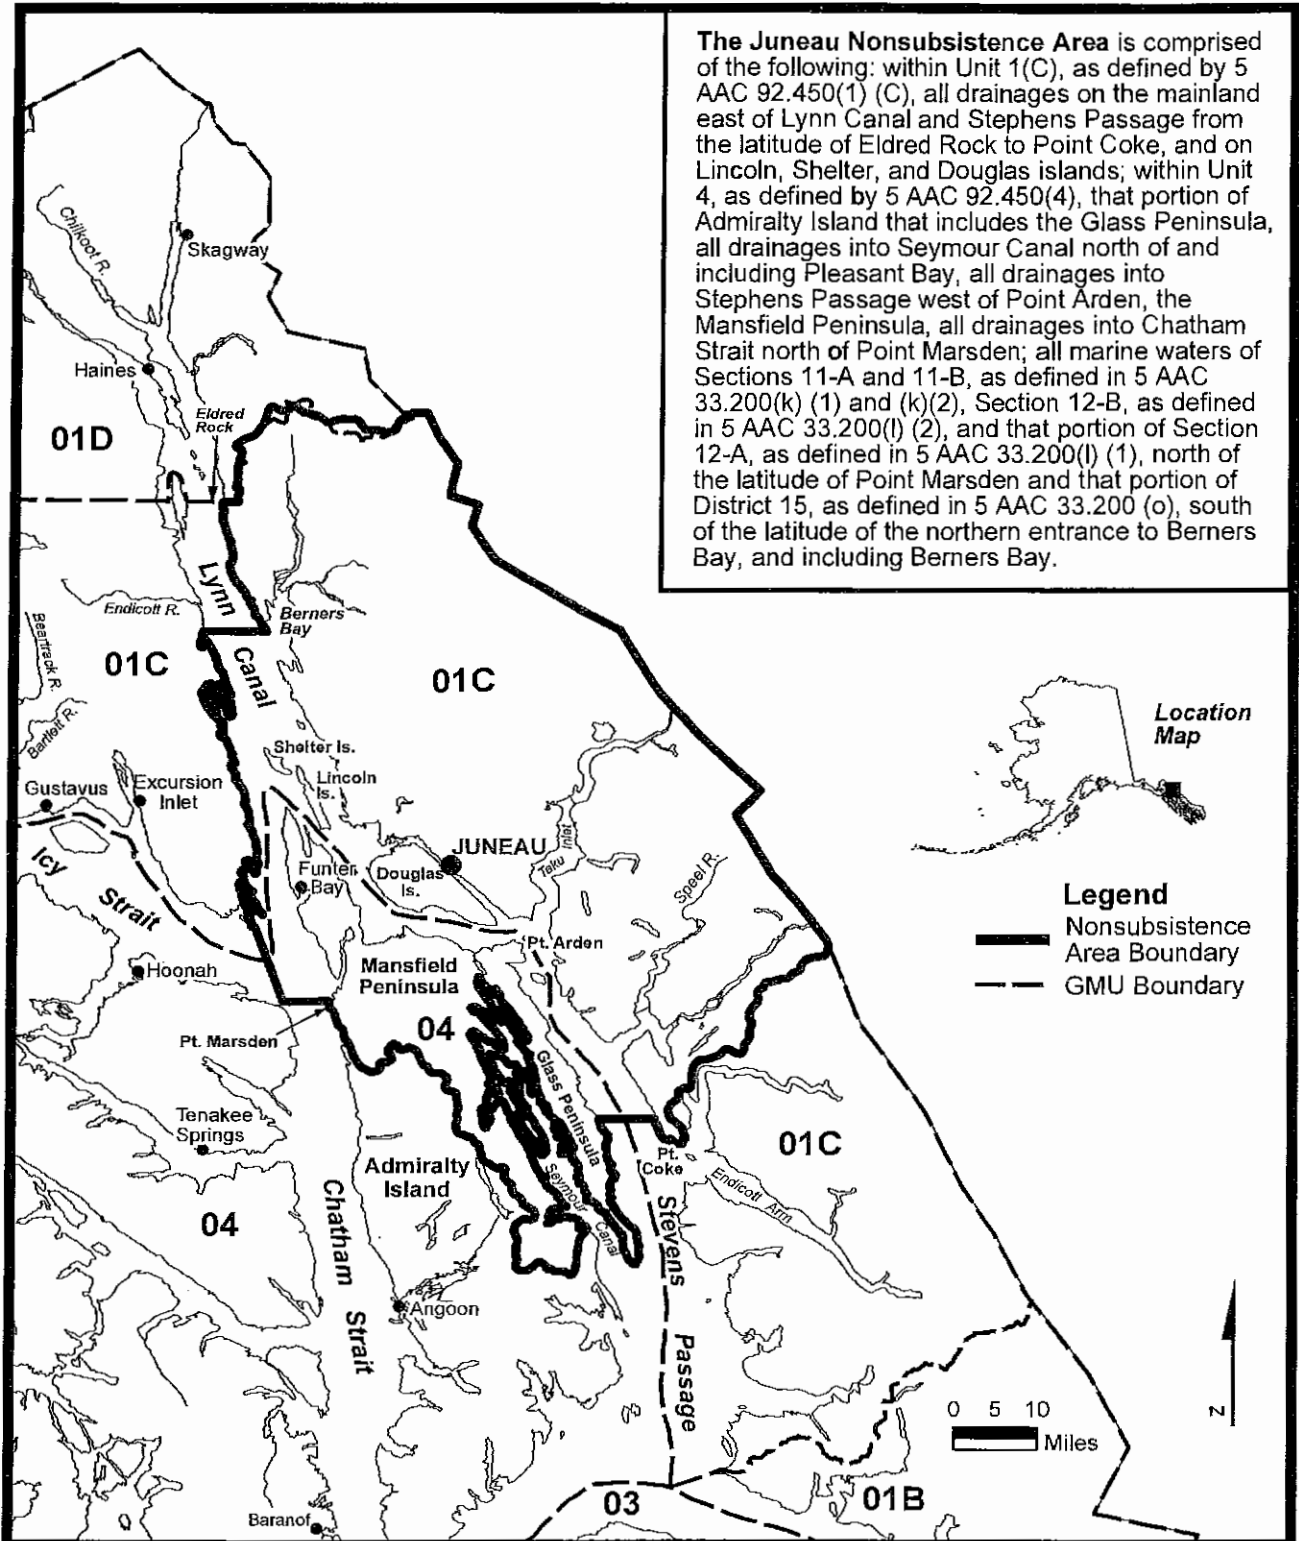 The Juneau Nonsubsistence Area is comprised
of the following: within Unit 1(C), as defined by 5
AAC 92.450(1) (C), all drainages on the mainland
east of Lynn Canal and Stephens Passage from
the latitude of Eldred Rock to Point Coke, and on
Lincoln, Shelter, and Douglas islands; within Unit
4, as defined by 5 AAC 92.450(4), that portion of
Admiralty Island that includes the Glass Peninsula,
all drainages into Seymour Canal north of and
including Pleasant Bay, all drainages into
Stephens Passage west of Point Arden, the
Mansfield Peninsula, all drainages into Chatham
Strait north of Point Marsden; all marine waters of
Sections 11-A and 11-B, as defined in 5 AAC
33.200(k) (1) and (k)(2), Section 12-B, as defined
in 5 AAC 33.200(l) (2), and that portion of Section
12-A, as defined in 5 AAC 33.200(l) (1), north of
the latitude of Point Marsden and that portion of
District 15, as defined in 5 AAC 33.200 (o), south
of the latitude of the northern entrance to Berners
Bay, and including Berners Bay.
Chilkoot R.
Skagway
Haines
Eldred
Rock
01D
Lynn
Canal
Endicott R.
Berners
Bay
Beartrack R.
01C
01C
Bartlett R.
Shelter Is.
Lincoln
Is.
Gustavus
Excursion
Inlet
JUNEAU
Taku Inlet
Icy
Strait
Funter
Bay
Douglas
Is.
Speel R.
Pt. Arden
Hoonah
Mansfield
Peninsula
Pt. Marsden
04
Glass Peninsula
Tenakee
Springs
Pt.
Coke
01C
Admiralty
Island
Seymour Canal
Endicott Arm
04
Chatham
Strait
Stevens
Passage
Angoon
Baranof
03
01B
Location
Map
Legend
Nonsubsistence
Area Boundary
GMU Boundary
0 5 10
Miles
N